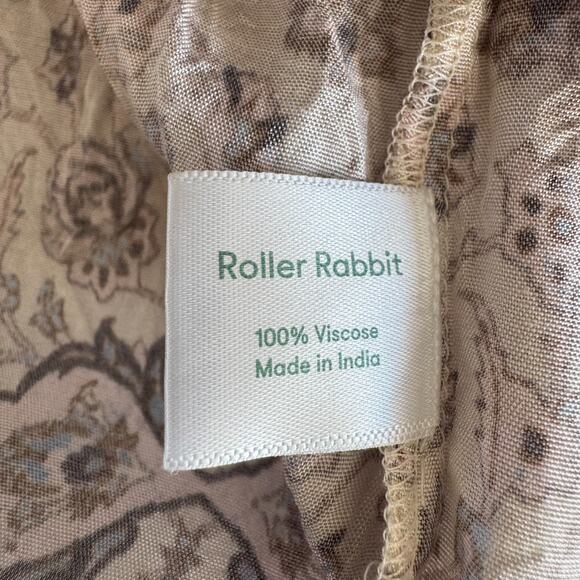 Roller Rabbit
100% Viscose
Made in India